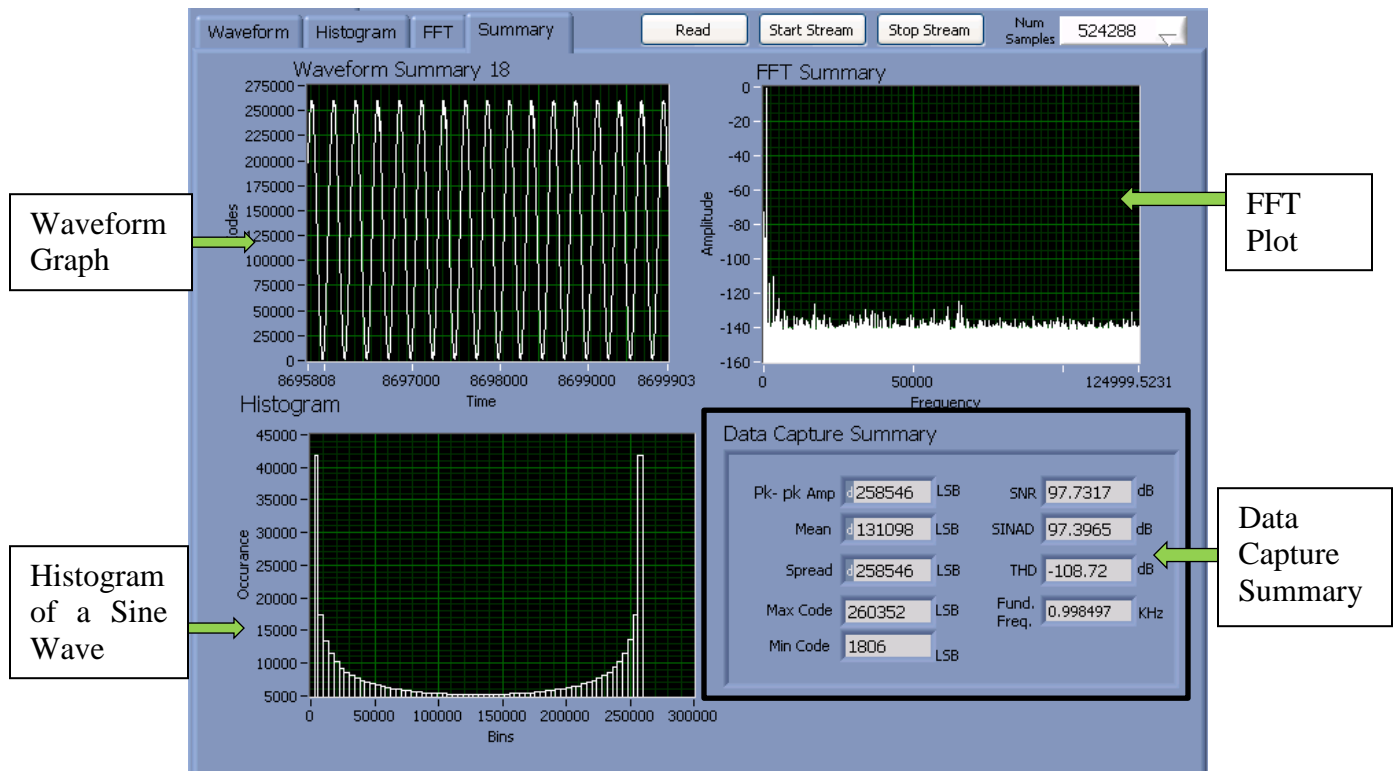 Waveform Histogram FFT Summary Read Start Stream Stop Stream Num Samples 524288
Waveform Summary 18
275000
250000
225000
200000
175000
150000
125000
100000
75000
50000
25000
0
odes
8695808 8697000 8698000 8699000 8699903
Time
FFT Summary
0
-20
-40
-60
-80
-100
-120
-140
-160
Amplitude
0 50000 124999.5231
Frequency
Waveform
Graph
FFT
Plot
Histogram
45000
40000
35000
30000
25000
20000
15000
10000
5000
Occurance
0 50000 100000 150000 200000 250000 300000
Bins
Histogram
of a Sine
Wave
Data Capture Summary
Pk- pk Amp d 258546 LSB SNR 97.7317 dB
Mean d 131098 LSB SINAD 97.3965 dB
Spread d 258546 LSB THD -108.72 dB
Max Code 260352 LSB Fund. Freq. 0.998497 KHz
Min Code 1806 LSB
Data
Capture
Summary